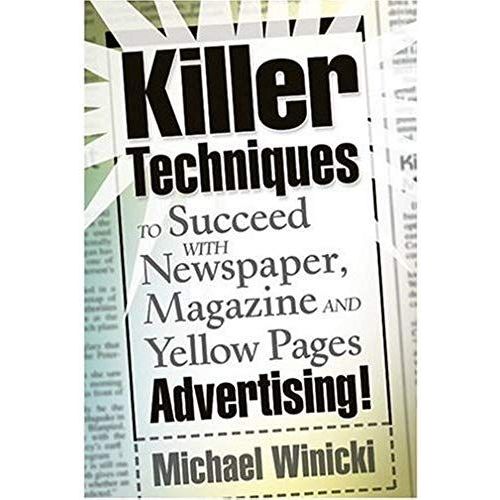 Killer
Techniques
TO Succeed
WITH
Newspaper,
Magazine AND
Yellow Pages
Advertising!
Michael Winicki